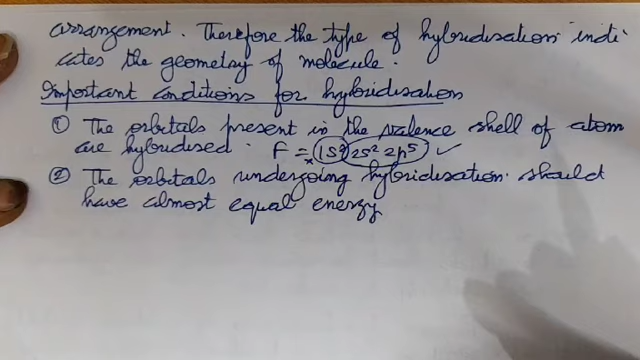 arrangement. Therefore the type of hybridisation indi
cates the geometry of molecule.
Important conditions for hybridisation
① The orbitals present in the valence shell of atom
are hybridised. F = 1s² 2s² 2p⁵ ✓
×
② The orbitals undergoing hybridisation should
have almost equal energy